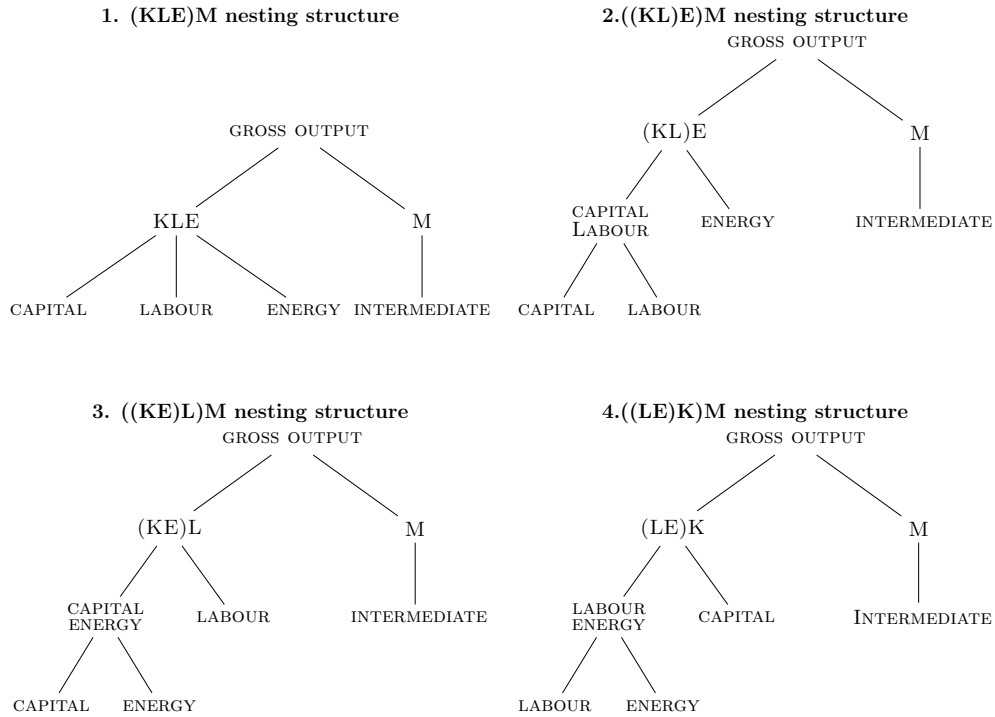 1. (KLE)M nesting structure
GROSS OUTPUT
KLE
M
CAPITAL
LABOUR
ENERGY
INTERMEDIATE
2.((KL)E)M nesting structure
GROSS OUTPUT
(KL)E
M
CAPITAL
LABOUR
ENERGY
INTERMEDIATE
CAPITAL
LABOUR
3. ((KE)L)M nesting structure
GROSS OUTPUT
(KE)L
M
CAPITAL
ENERGY
LABOUR
INTERMEDIATE
CAPITAL
ENERGY
4.((LE)K)M nesting structure
GROSS OUTPUT
(LE)K
M
LABOUR
ENERGY
CAPITAL
INTERMEDIATE
LABOUR
ENERGY